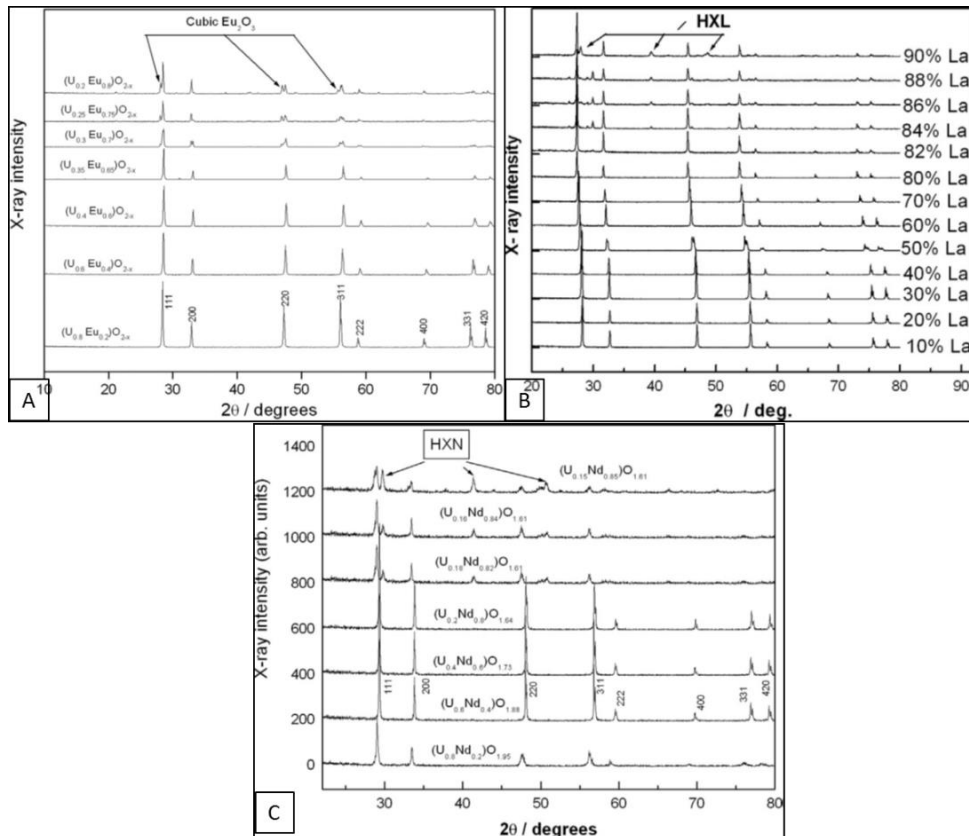 Cubic Eu₂O₃
(U₀.₂ Eu₀.₈)O₂₋ₓ
(U₀.₂₅ Eu₀.₇₅)O₂₋ₓ
(U₀.₃ Eu₀.₇)O₂₋ₓ
(U₀.₃₅ Eu₀.₆₅)O₂₋ₓ
(U₀.₄ Eu₀.₆)O₂₋ₓ
(U₀.₆ Eu₀.₄)O₂₋ₓ
(U₀.₈ Eu₀.₂)O₂₋ₓ
111 200 220 311 222 400 331 420
X-ray intensity
10 20 30 40 50 60 70 80
2θ / degrees
A
HXL
90% La
88% La
86% La
84% La
82% La
80% La
70% La
60% La
50% La
40% La
30% La
20% La
10% La
X- ray intensity
20 30 40 50 60 70 80 90
2θ / deg.
B
HXN
(U₀.₁₅Nd₀.₈₅)O₁.₆₁
(U₀.₁₆Nd₀.₈₄)O₁.₆₁
(U₀.₁₈Nd₀.₈₂)O₁.₆₁
(U₀.₂Nd₀.₈)O₁.₆₄
(U₀.₄Nd₀.₆)O₁.₇₃
111 200 220 311 222 400 331 420
(U₀.₆Nd₀.₄)O₁.₈₈
(U₀.₈Nd₀.₂)O₁.₉₅
X-ray intensity (arb. units)
1400
1200
1000
800
600
400
200
0
30 40 50 60 70 80
2θ / degrees
C